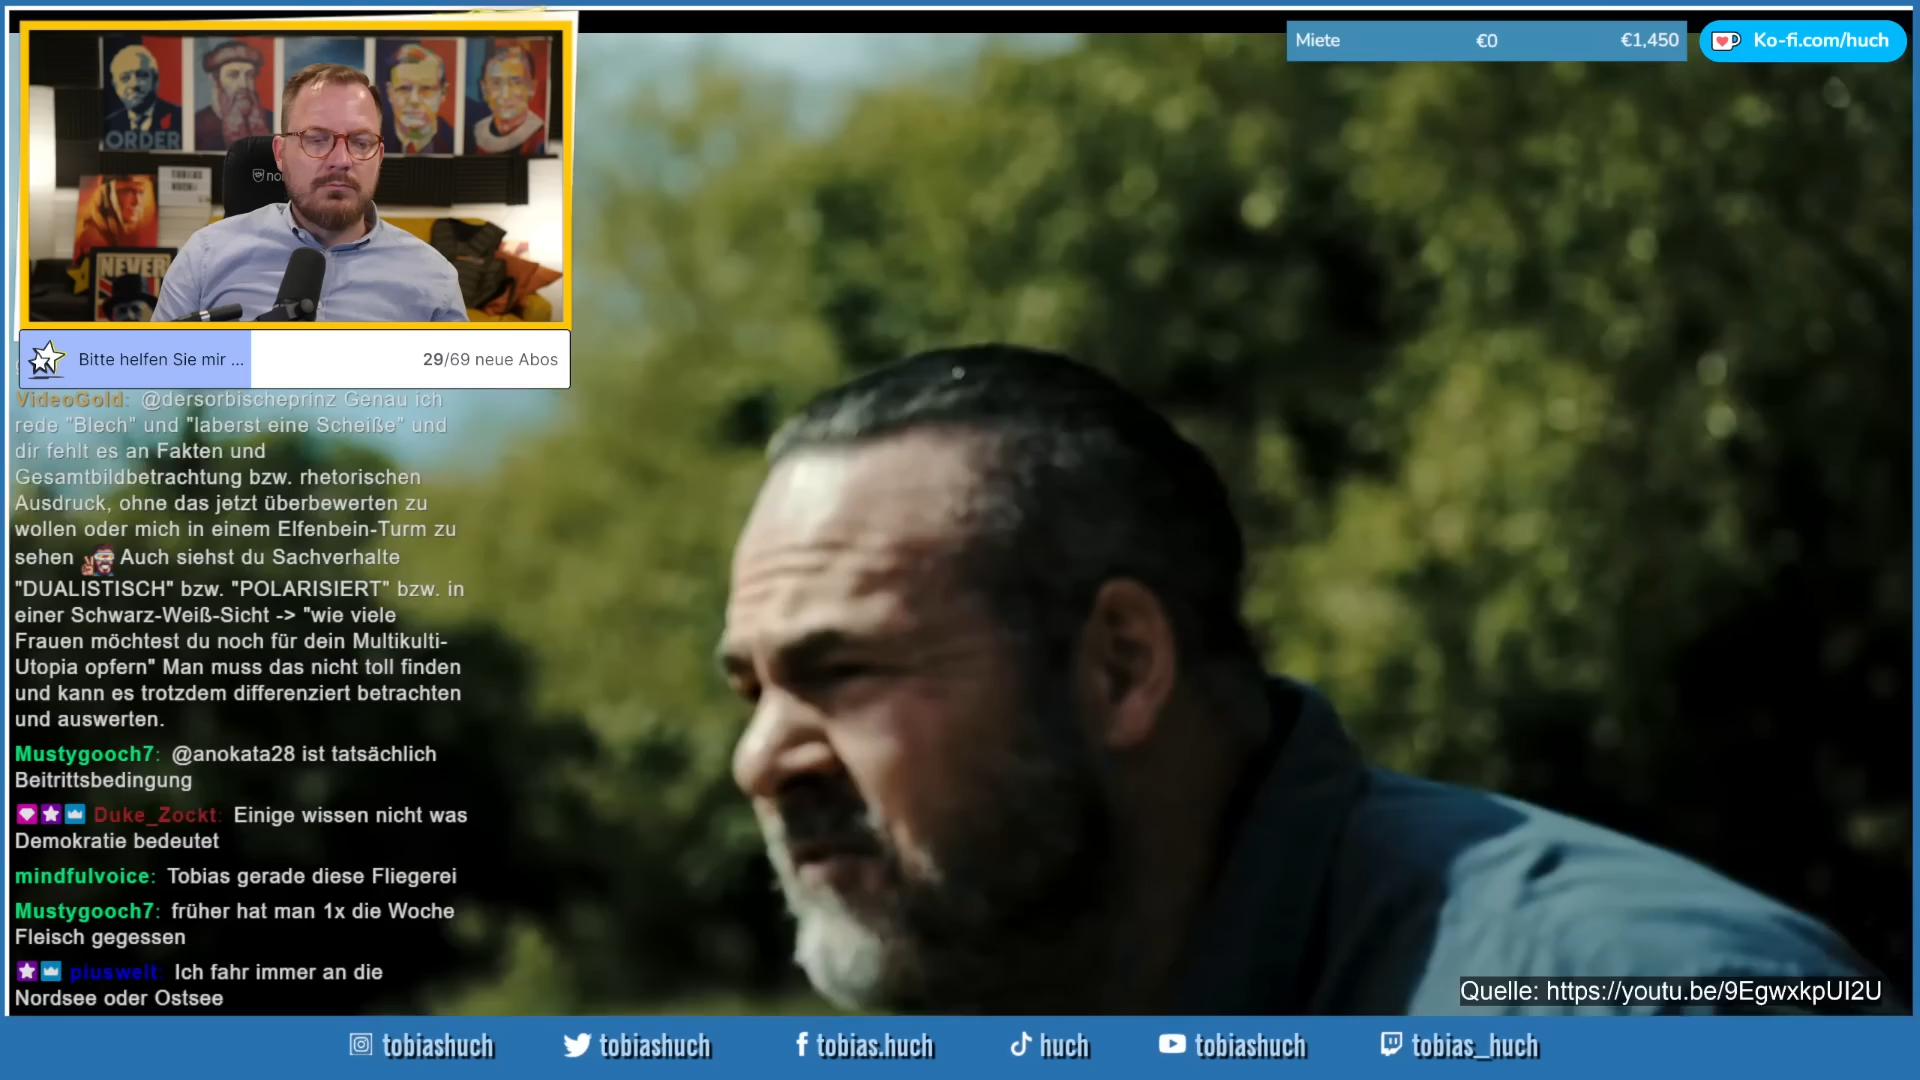 ORDER
NEVER
Miete €0 €1,450
Ko-fi.com/huch
Bitte helfen Sie mir ... 29/69 neue Abos
VideoGold: @dersorbischeprinz Genau ich
rede "Blech" und "laberst eine Scheiße" und
dir fehlt es an Fakten und
Gesamtbildbetrachtung bzw. rhetorischen
Ausdruck, ohne das jetzt überbewerten zu
wollen oder mich in einem Elfenbein-Turm zu
sehen Auch siehst du Sachverhalte
"DUALISTISCH" bzw. "POLARISIERT" bzw. in
einer Schwarz-Weiß-Sicht -> "wie viele
Frauen möchtest du noch für dein Multikulti-
Utopia opfern" Man muss das nicht toll finden
und kann es trotzdem differenziert betrachten
und auswerten.
Mustygooch7: @anokata28 ist tatsächlich
Beitrittsbedingung
Duke_Zockt: Einige wissen nicht was
Demokratie bedeutet
mindfulvoice: Tobias gerade diese Fliegerei
Mustygooch7: früher hat man 1x die Woche
Fleisch gegessen
piuswelt: Ich fahr immer an die
Nordsee oder Ostsee
Quelle: https://youtu.be/9EgwxkpUI2U
tobiashuch tobiashuch tobias.huch huch tobiashuch tobias_huch